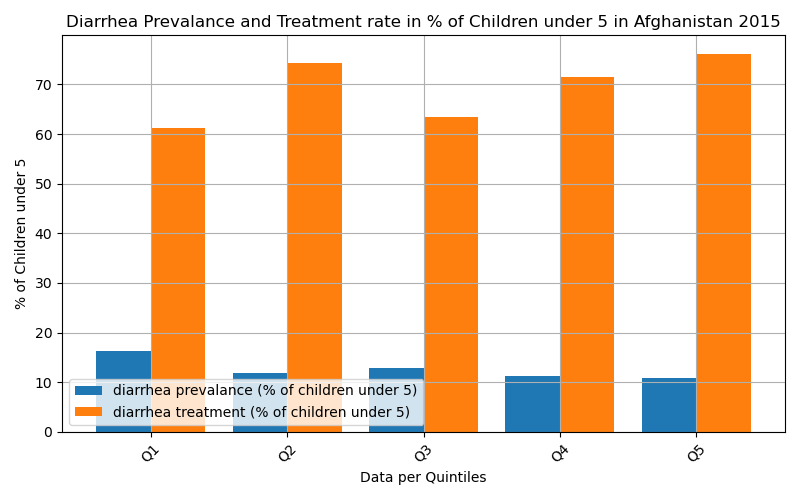 Diarrhea Prevalance and Treatment rate in % of Children under 5 in Afghanistan 2015
% of Children under 5
70
60
50
40
30
20
10
0
diarrhea prevalance (% of children under 5)
diarrhea treatment (% of children under 5)
Q1 Q2 Q3 Q4 Q5
Data per Quintiles